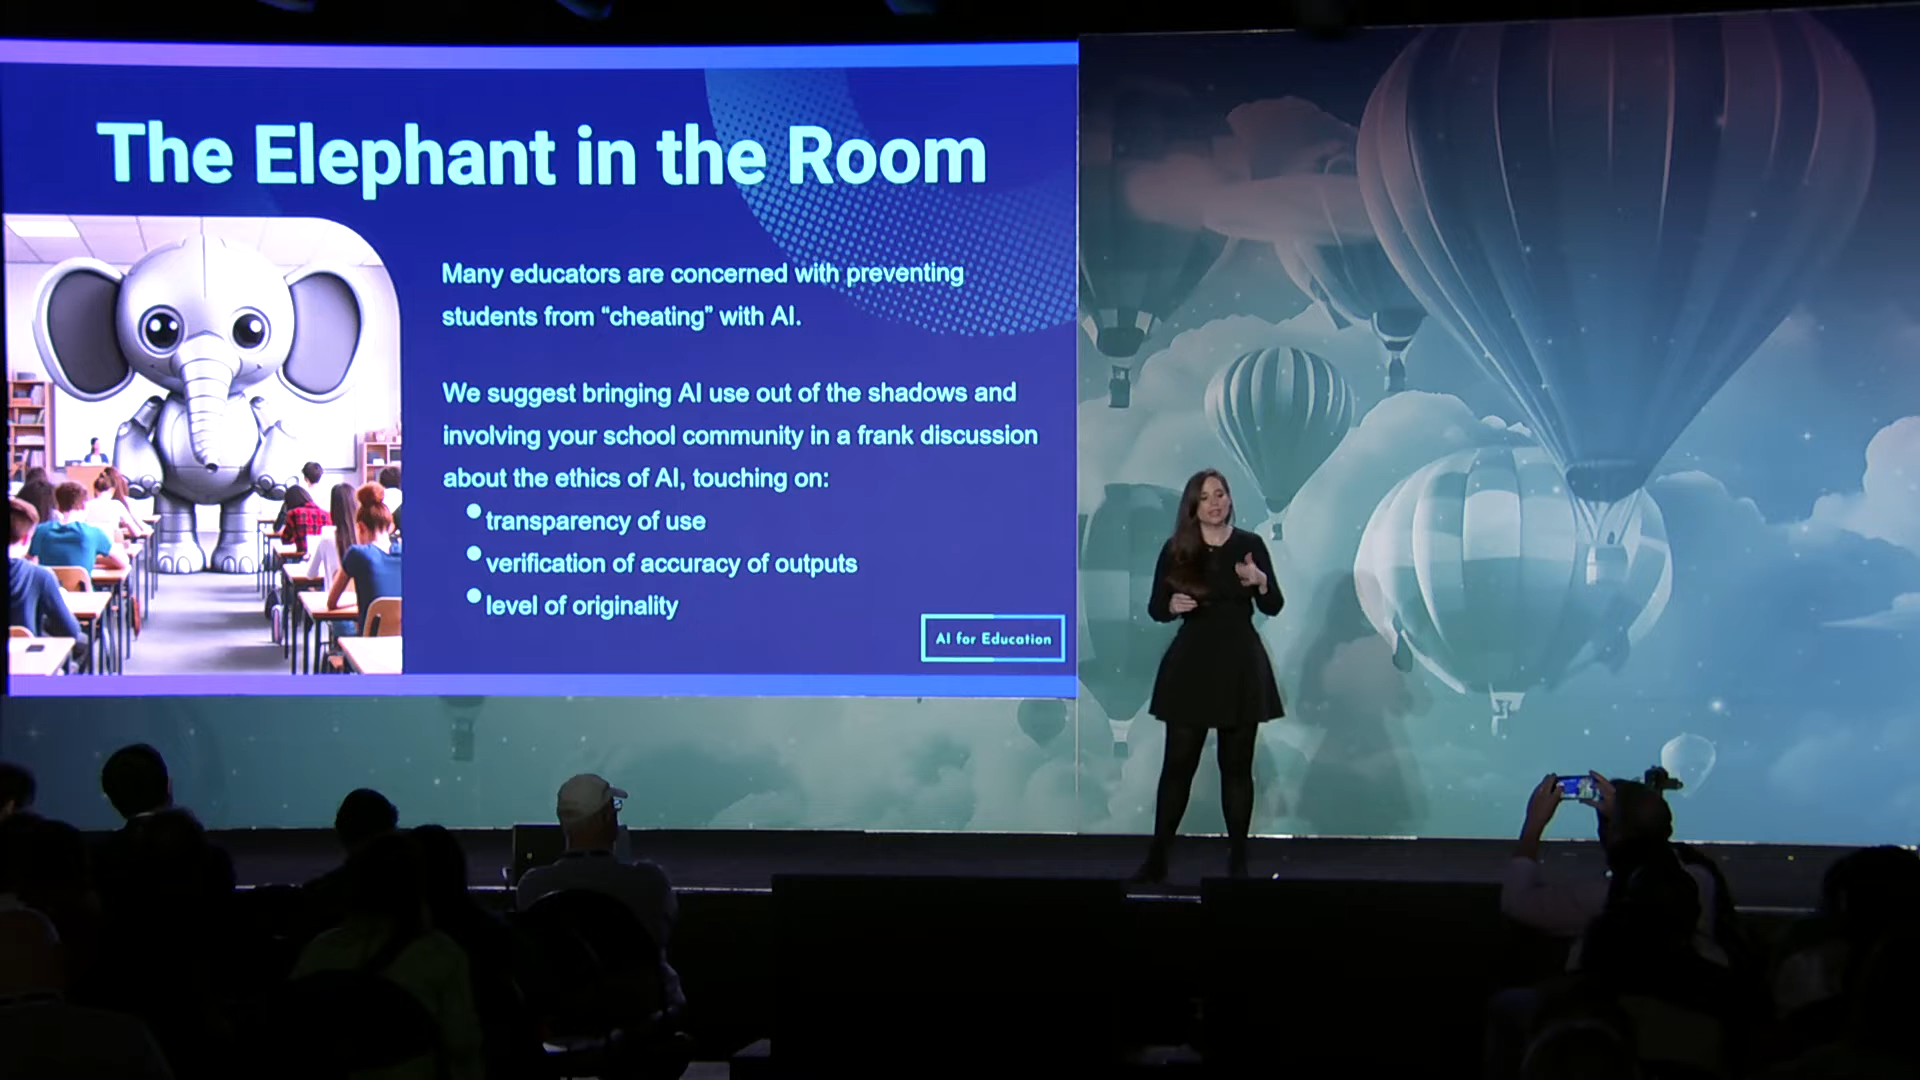 The Elephant in the Room
Many educators are concerned with preventing
students from “cheating” with AI.
We suggest bringing AI use out of the shadows and
involving your school community in a frank discussion
about the ethics of AI, touching on:
• transparency of use
• verification of accuracy of outputs
• level of originality
AI for Education